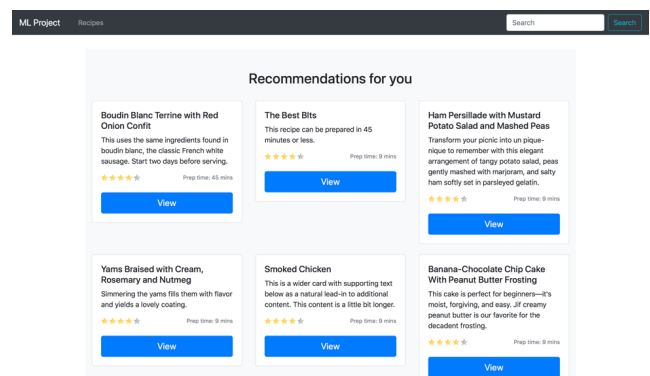 ML Project
Recipes
Search
Search
Recommendations for you
Boudin Blanc Terrine with Red
Onion Confit
This uses the same ingredients found in
boudin blanc, the classic French white
sausage. Start two days before serving.
Prep time: 45 mins
View
The Best Blts
This recipe can be prepared in 45
minutes or less.
Prep time: 9 mins
View
Ham Persillade with Mustard
Potato Salad and Mashed Peas
Transform your picnic into un pique-
nique to remember with this elegant
arrangement of tangy potato salad, peas
gently mashed with marjoram, and salty
ham softly set in parsleyed gelatin.
Prep time: 9 mins
View
Yams Braised with Cream,
Rosemary and Nutmeg
Simmering the yams fills them with flavor
and yields a lovely coating.
Prep time: 9 mins
View
Smoked Chicken
This is a wider card with supporting text
below as a natural lead-in to additional
content. This content is a little bit longer.
Prep time: 9 mins
View
Banana-Chocolate Chip Cake
With Peanut Butter Frosting
This cake is perfect for beginners—it's
moist, forgiving, and easy. Jif creamy
peanut butter is our favorite for the
decadent frosting.
Prep time: 9 mins
View